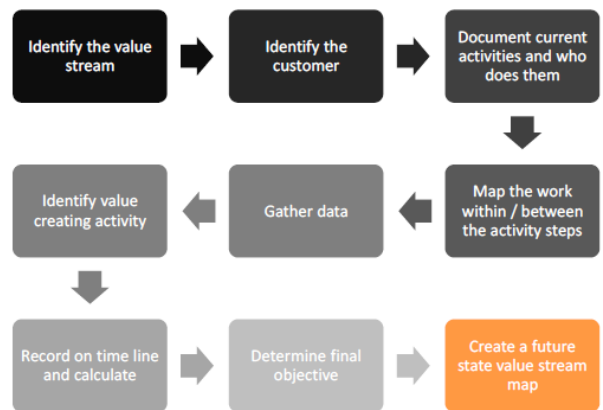 Identify the value
stream
Identify the
customer
Document current
activities and who
does them
Map the work
within / between
the activity steps
Gather data
Identify value
creating activity
Record on time line
and calculate
Determine final
objective
Create a future
state value stream
map